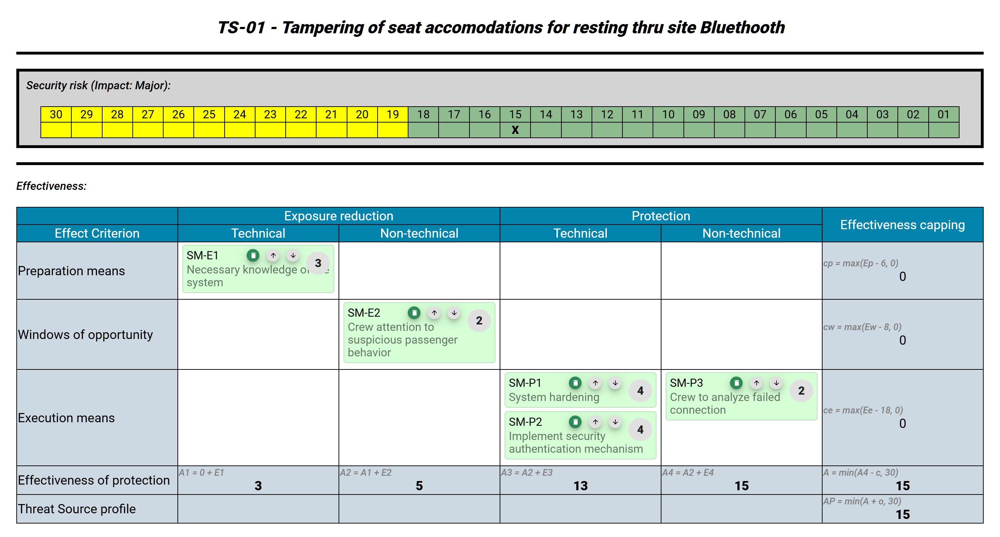 TS-01 - Tampering of seat accomodations for resting thru site Bluethooth
Security risk (Impact: Major):
30 29 28 27 26 25 24 23 22 21 20 19 18 17 16 15 14 13 12 11 10 09 08 07 06 05 04 03 02 01
X
Effectiveness:
Exposure reduction Protection Effectiveness capping
Effect Criterion Technical Non-technical Technical Non-technical
Preparation means
SM-E1 3
Necessary knowledge of
system
cp = max(Ep - 6, 0)
0
Windows of opportunity
SM-E2 2
Crew attention to
suspicious passenger
behavior
cw = max(Ew - 8, 0)
0
Execution means
SM-P1 4
System hardening
SM-P2 4
Implement security
authentication mechanism
SM-P3 2
Crew to analyze failed
connection
ce = max(Ee - 18, 0)
0
Effectiveness of protection
A1 = 0 + E1
3
A2 = A1 + E2
5
A3 = A2 + E3
13
A4 = A2 + E4
15
A = min(A4 - c, 30)
15
Threat Source profile
AP = min(A + o, 30)
15